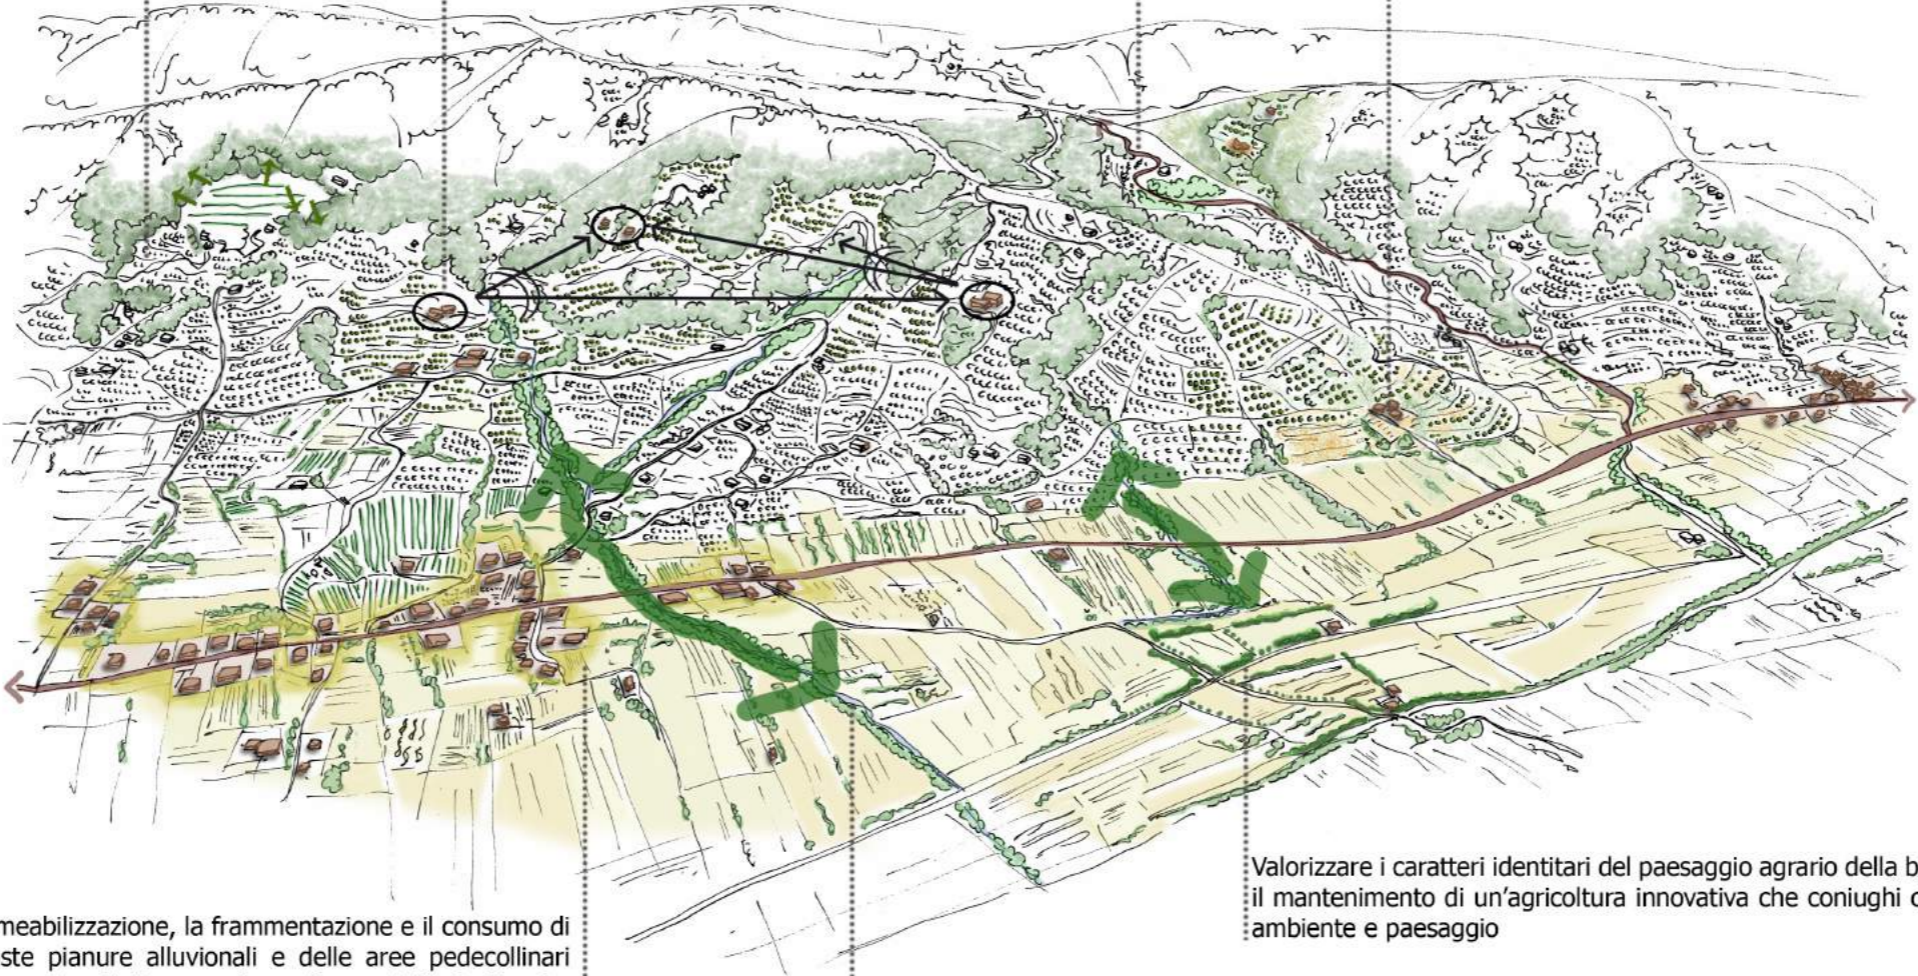 meabilizzazione, la frammentazione e il consumo di
ste pianure alluvionali e delle aree pedecollinari
Valorizzare i caratteri identitari del paesaggio agrario della b
il mantenimento di un'agricoltura innovativa che coniughi
ambiente e paesaggio